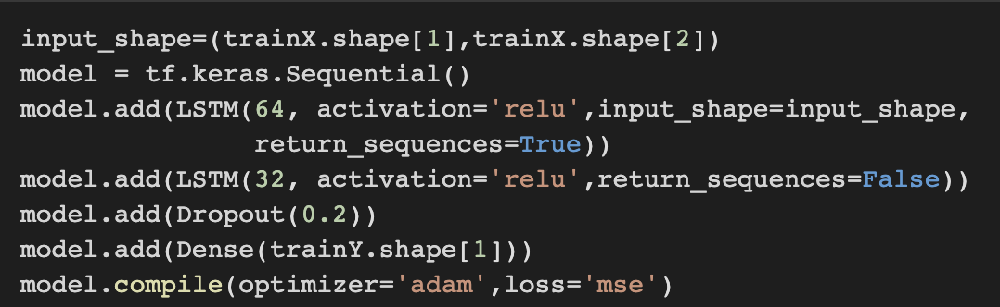 input_shape=(trainX.shape[1],trainX.shape[2])
model = tf.keras.Sequential()
model.add(LSTM(64, activation='relu',input_shape=input_shape,
               return_sequences=True))
model.add(LSTM(32, activation='relu',return_sequences=False))
model.add(Dropout(0.2))
model.add(Dense(trainY.shape[1]))
model.compile(optimizer='adam',loss='mse')